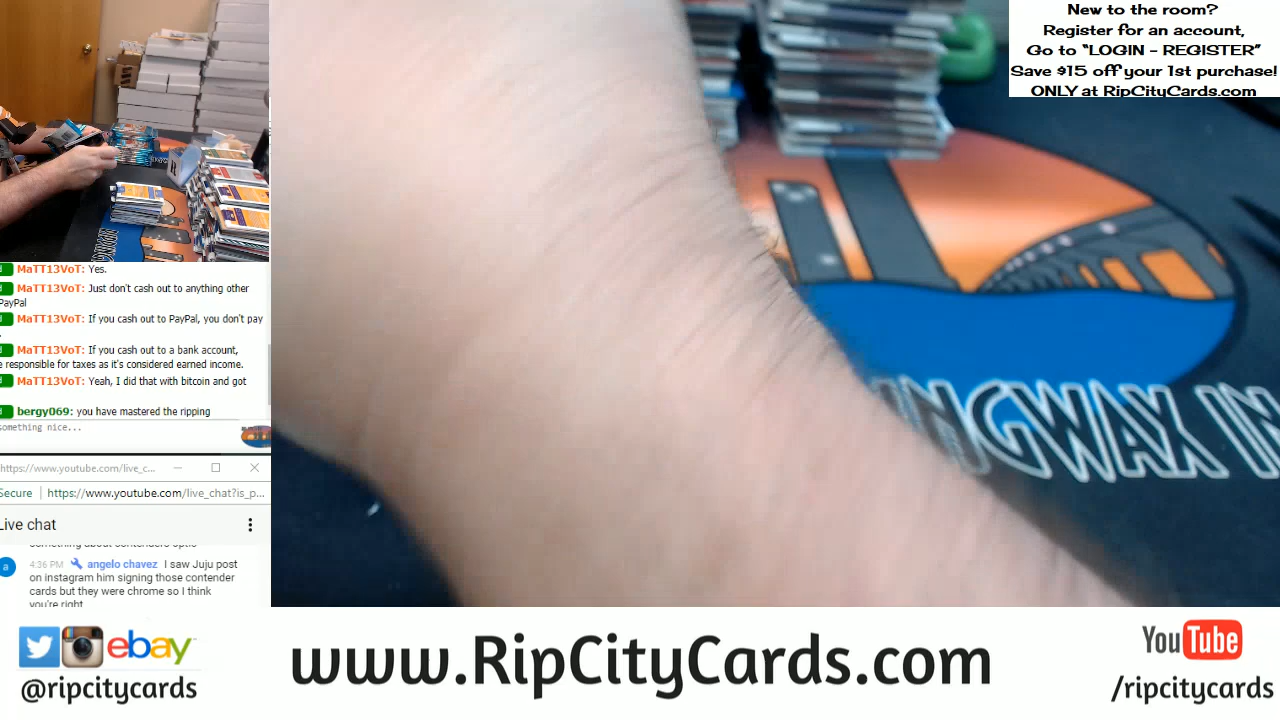 New to the room?
Register for an account,
Go to “LOGIN - REGISTER”
Save $15 off your 1st purchase!
ONLY at RipCityCards.com
MaTT13VoT: Yes.
MaTT13VoT: Just don't cash out to anything other
PayPal
MaTT13VoT: If you cash out to PayPal, you don't pay
MaTT13VoT: If you cash out to a bank account,
responsible for taxes as it's considered earned income.
MaTT13VoT: Yeah, I did that with bitcoin and got
bergy069: you have mastered the ripping
something nice...
https://www.youtube.com/live_c...
Secure https://www.youtube.com/live_chat?is_p...
Live chat
a 4:36 PM angelo chavez I saw Juju post
on instagram him signing those contender
cards but they were chrome so I think
you're right
INGWAX IN
ebay
@ripcitycards
www.RipCityCards.com
YouTube
/ripcitycards